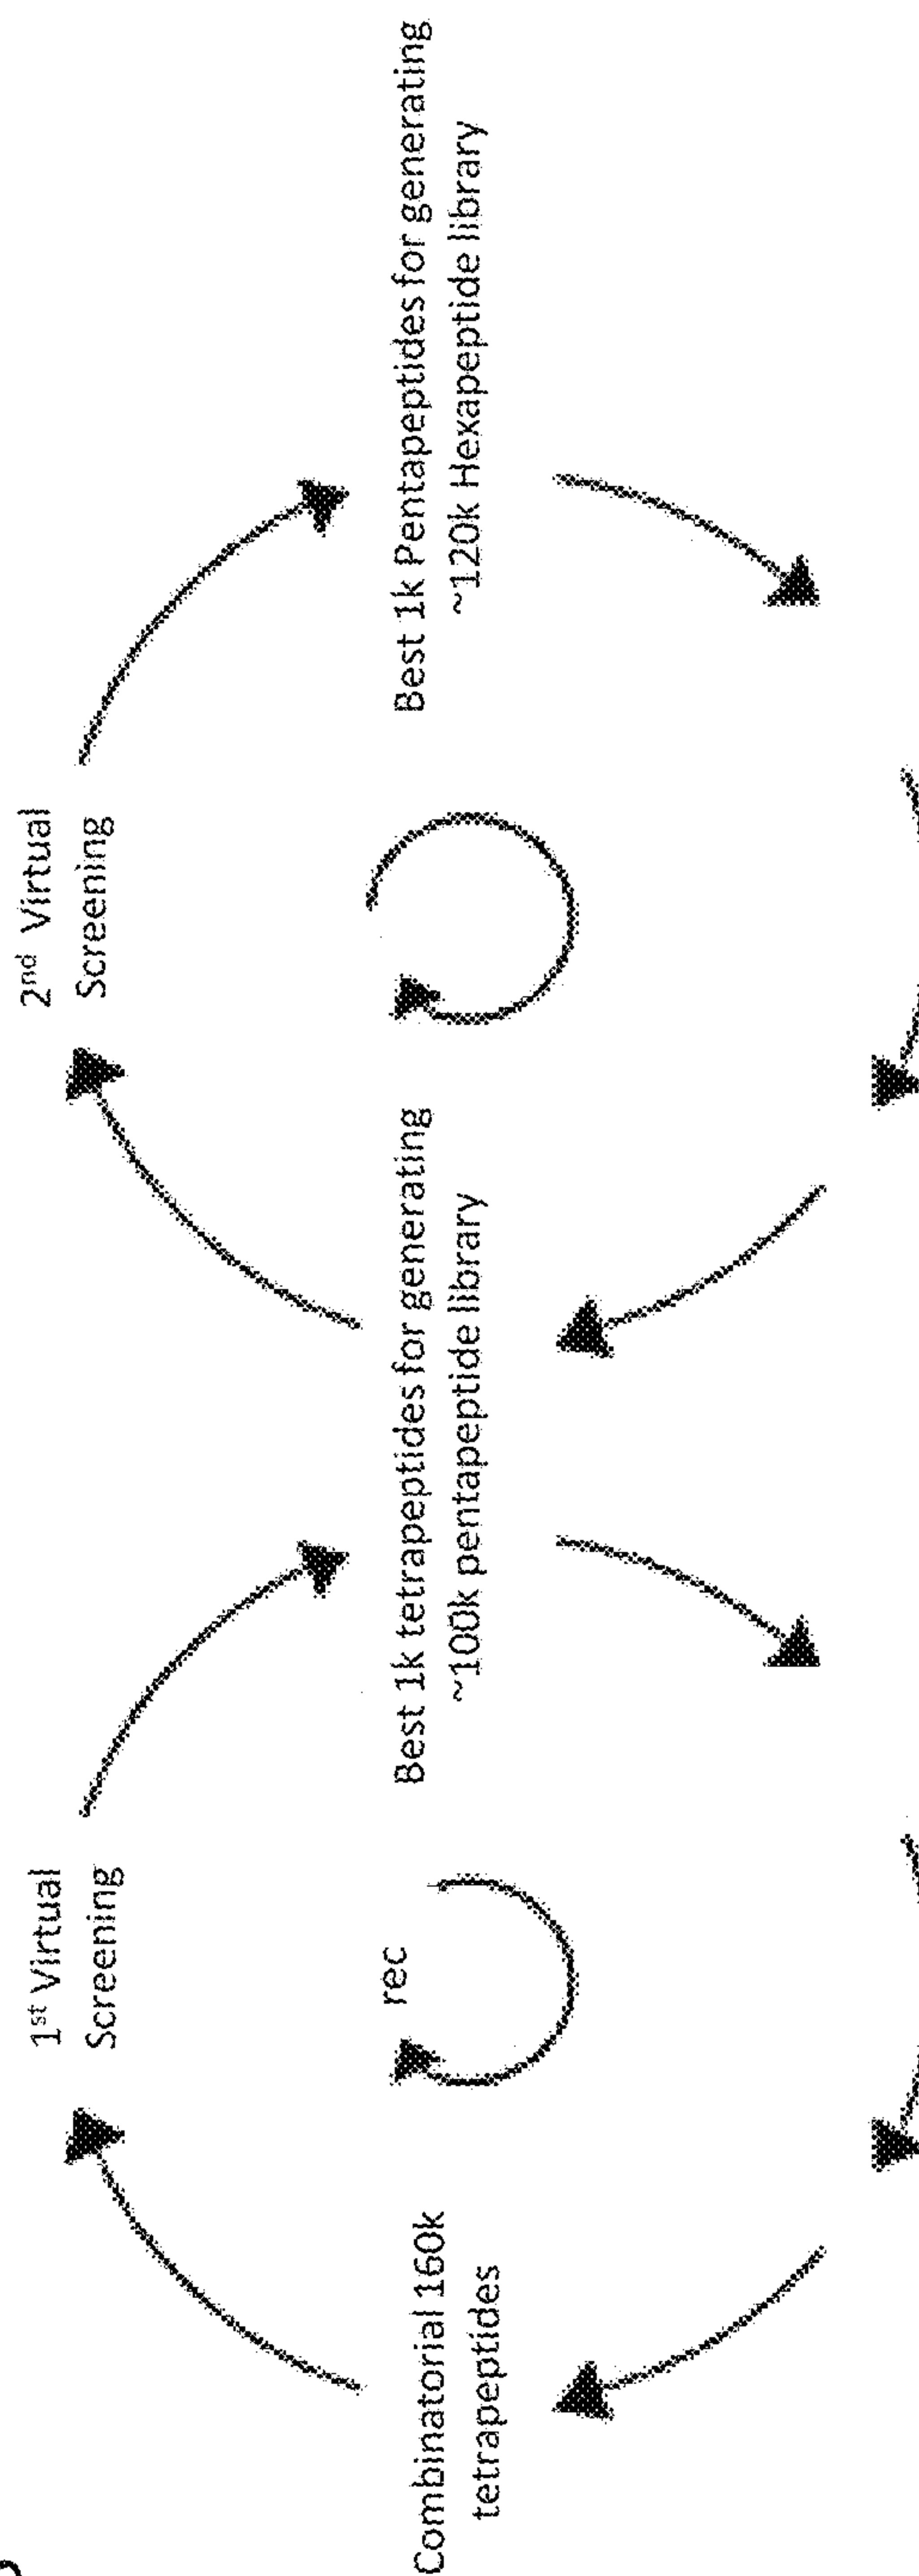 1st Virtual
Screening
2nd Virtual
Screening
Combinatorial 160k
tetrapeptides
rec
Best 1k tetrapeptides for generating
~100k pentapeptide library
Best 1k Pentapeptides for generating
~120k Hexapeptide library